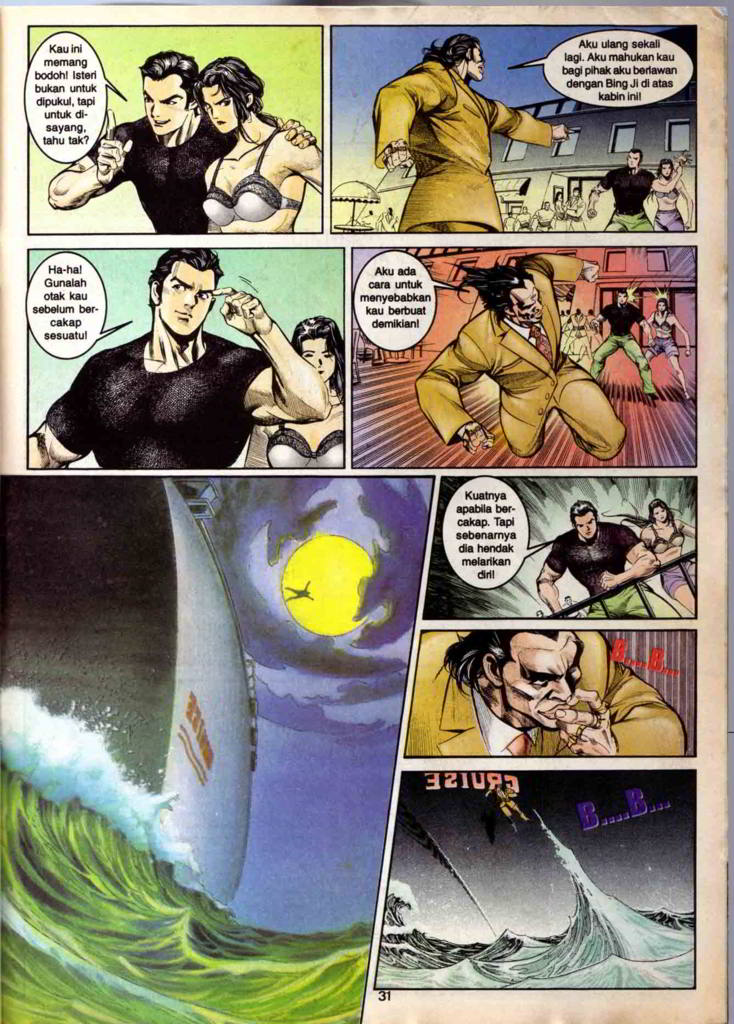 Kau ini
memang
bodoh! Isteri
bukan untuk
dipukul, tapi
untuk di-
sayang,
tahu tak?
Aku ulang sekali
lagi. Aku mahukan kau
bagi pihak aku berlawan
dengan Bing Ji di atas
kabin ini!
Ha-ha!
Gunalah
otak kau
sebelum ber-
cakap
sesuatu!
Aku ada
cara untuk
menyebabkan
kau berbuat
demikian!
Kuatnya
apabila ber-
cakap. Tapi
sebenarnya
dia hendak
melarikan
diri!
B....B...
CRUISE
B....B...
31